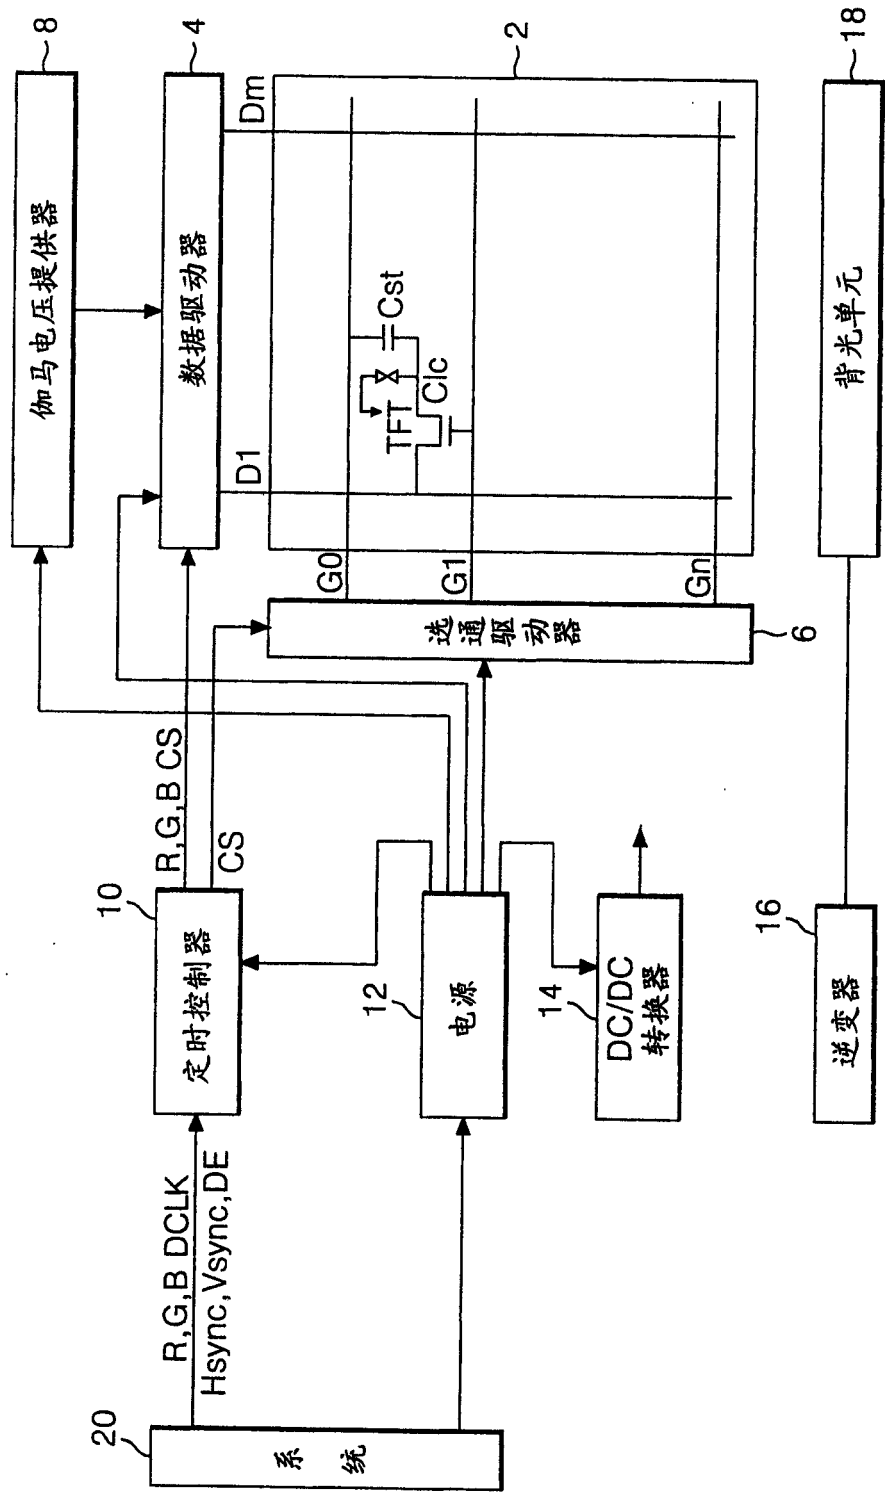 伽马电压提供器
8
数据驱动器
4
R,G,B CS
CS
D1
Dm
2
G0
G1
Gn
TFT
Clc
Cst
选通驱动器
6
20
系统
R,G,B DCLK
Hsync,Vsync,DE
10
定时控制器
12
电源
14
DC/DC
转换器
16
逆变器
背光单元
18